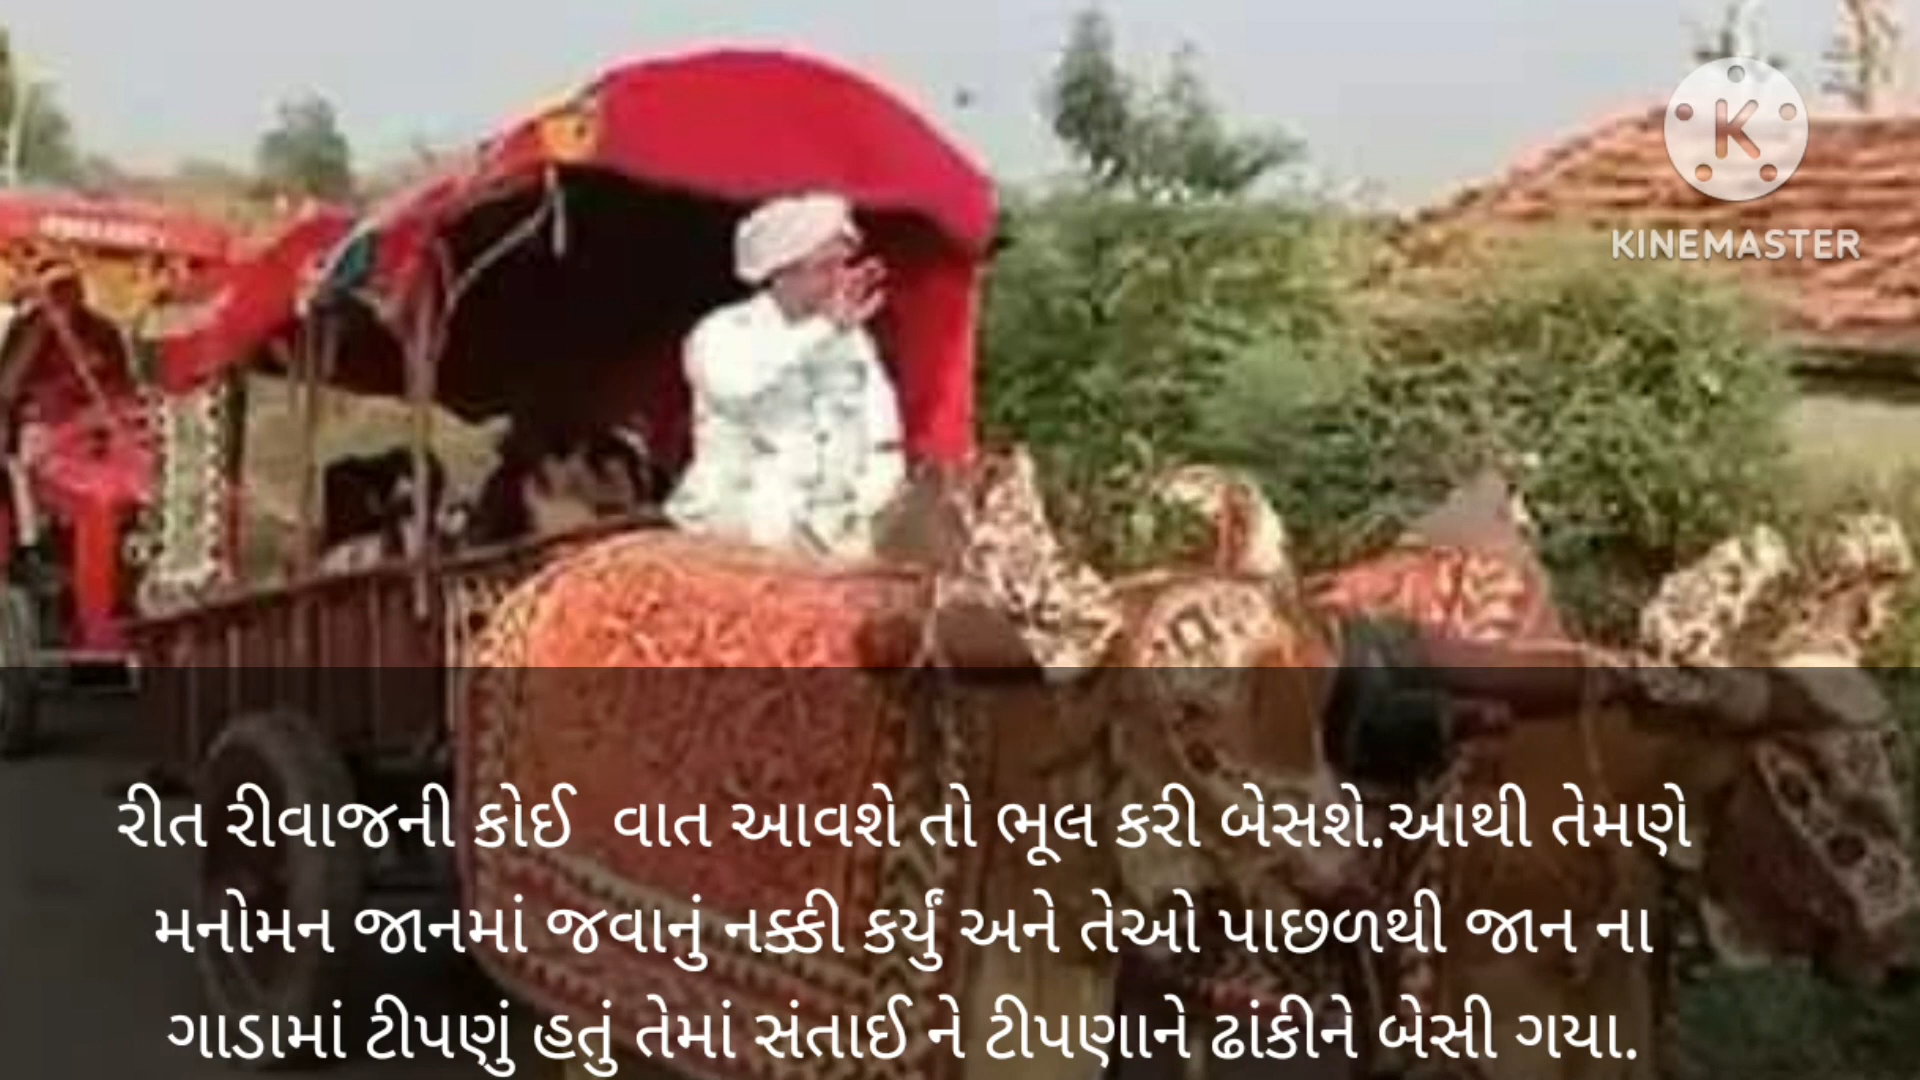 KINEMASTER
રીત રીવાજની કોઈ  વાત આવશે તો ભૂલ કરી બેસશે.આથી તેમણે
મનોમન જાનમાં જવાનું નક્કી કર્યું અને તેઓ પાછળથી જાન ના
ગાડામાં ટીપણું હતું તેમાં સંતાઈ ને ટીપણાને ઢાંકીને બેસી ગયા.